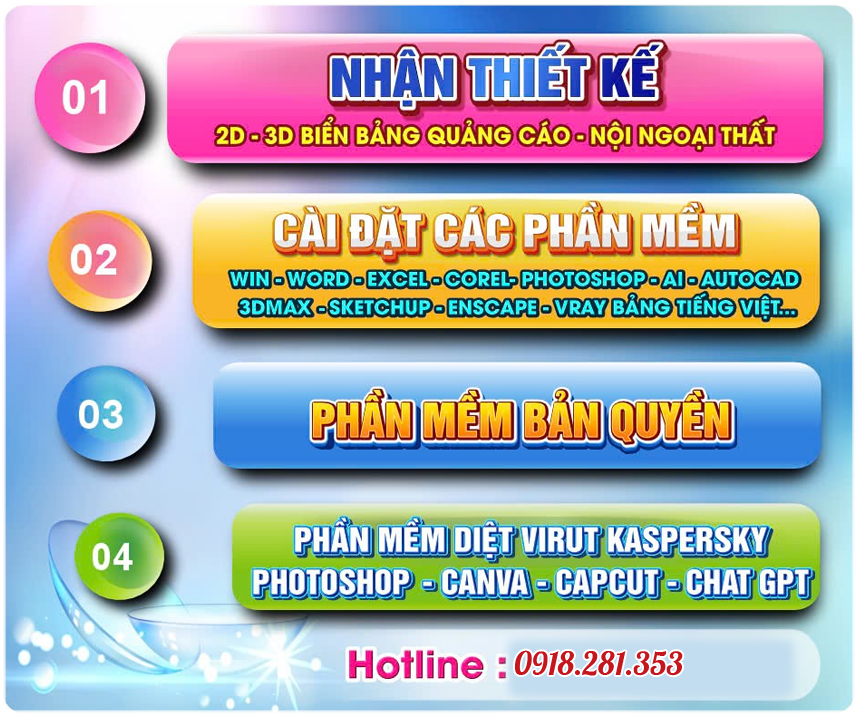 01
NHẬN THIẾT KẾ
2D - 3D BIỂN BẢNG QUẢNG CÁO - NỘI NGOẠI THẤT
02
CÀI ĐẶT CÁC PHẦN MỀM
WIN - WORD - EXCEL - COREL- PHOTOSHOP - AI - AUTOCAD
3DMAX - SKETCHUP - ENSCAPE - VRAY BẢNG TIẾNG VIỆT...
03
PHẦN MỀM BẢN QUYỀN
04
PHẦN MỀM DIỆT VIRUT KASPERSKY
PHOTOSHOP - CANVA - CAPCUT - CHAT GPT
Hotline : 0918.281.353